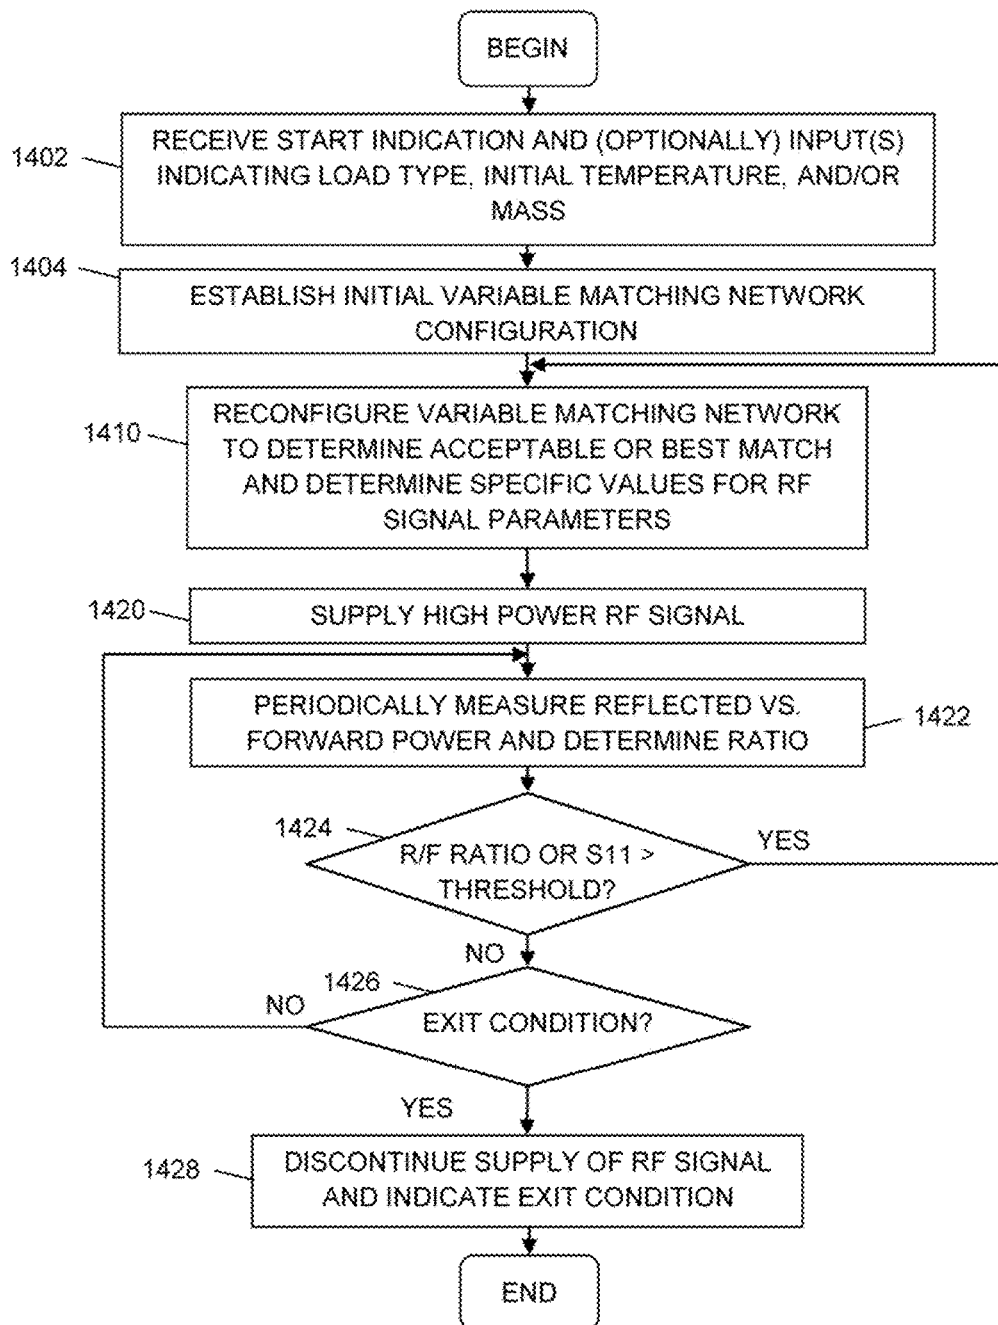 BEGIN
1402
RECEIVE START INDICATION AND (OPTIONALLY) INPUT(S)
INDICATING LOAD TYPE, INITIAL TEMPERATURE, AND/OR
MASS
1404
ESTABLISH INITIAL VARIABLE MATCHING NETWORK
CONFIGURATION
1410
RECONFIGURE VARIABLE MATCHING NETWORK
TO DETERMINE ACCEPTABLE OR BEST MATCH
AND DETERMINE SPECIFIC VALUES FOR RF
SIGNAL PARAMETERS
1420
SUPPLY HIGH POWER RF SIGNAL
PERIODICALLY MEASURE REFLECTED VS.
FORWARD POWER AND DETERMINE RATIO
1422
1424
R/F RATIO OR S11 >
THRESHOLD?
YES
NO
1426
NO
EXIT CONDITION?
YES
1428
DISCONTINUE SUPPLY OF RF SIGNAL
AND INDICATE EXIT CONDITION
END